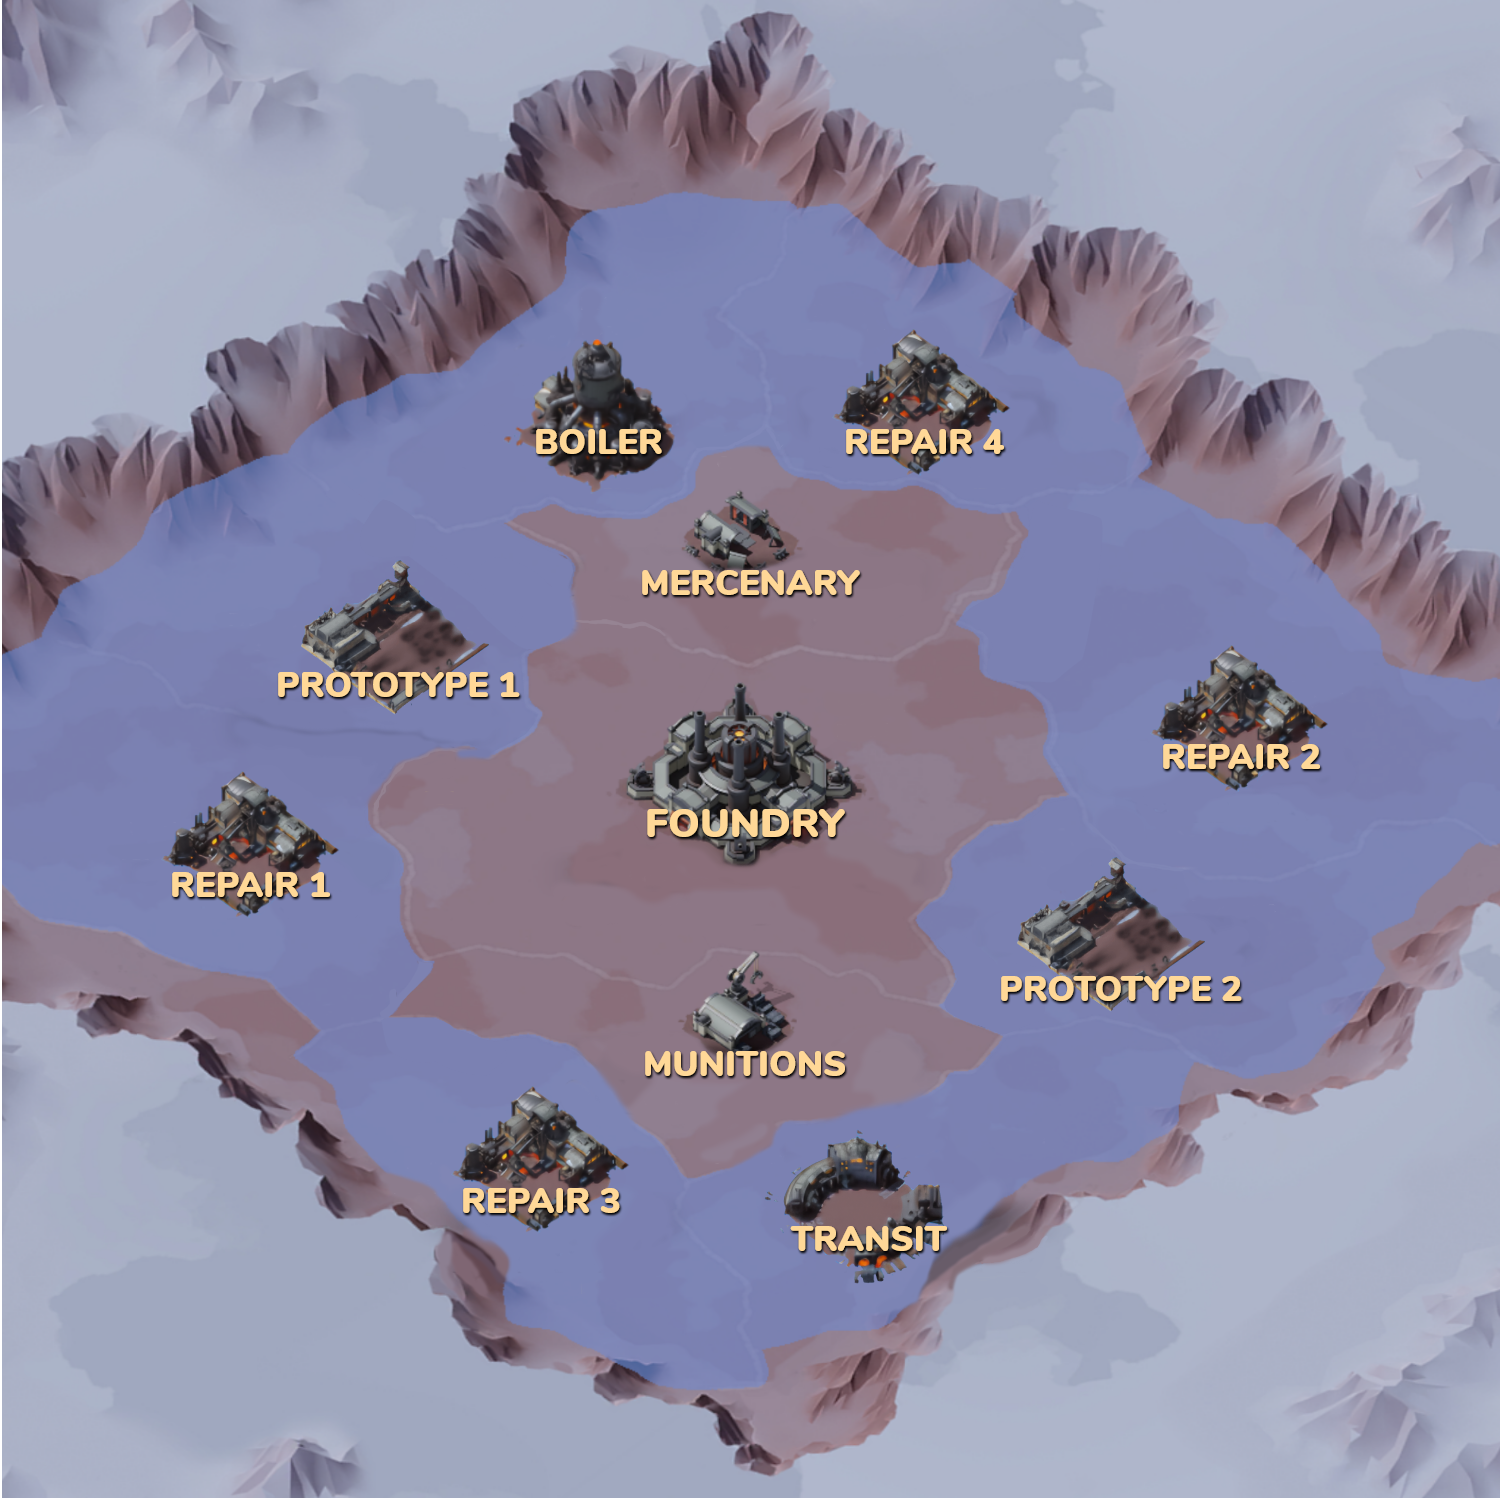 BOILER
REPAIR 4
MERCENARY
PROTOTYPE 1
REPAIR 2
FOUNDRY
REPAIR 1
PROTOTYPE 2
MUNITIONS
REPAIR 3
TRANSIT